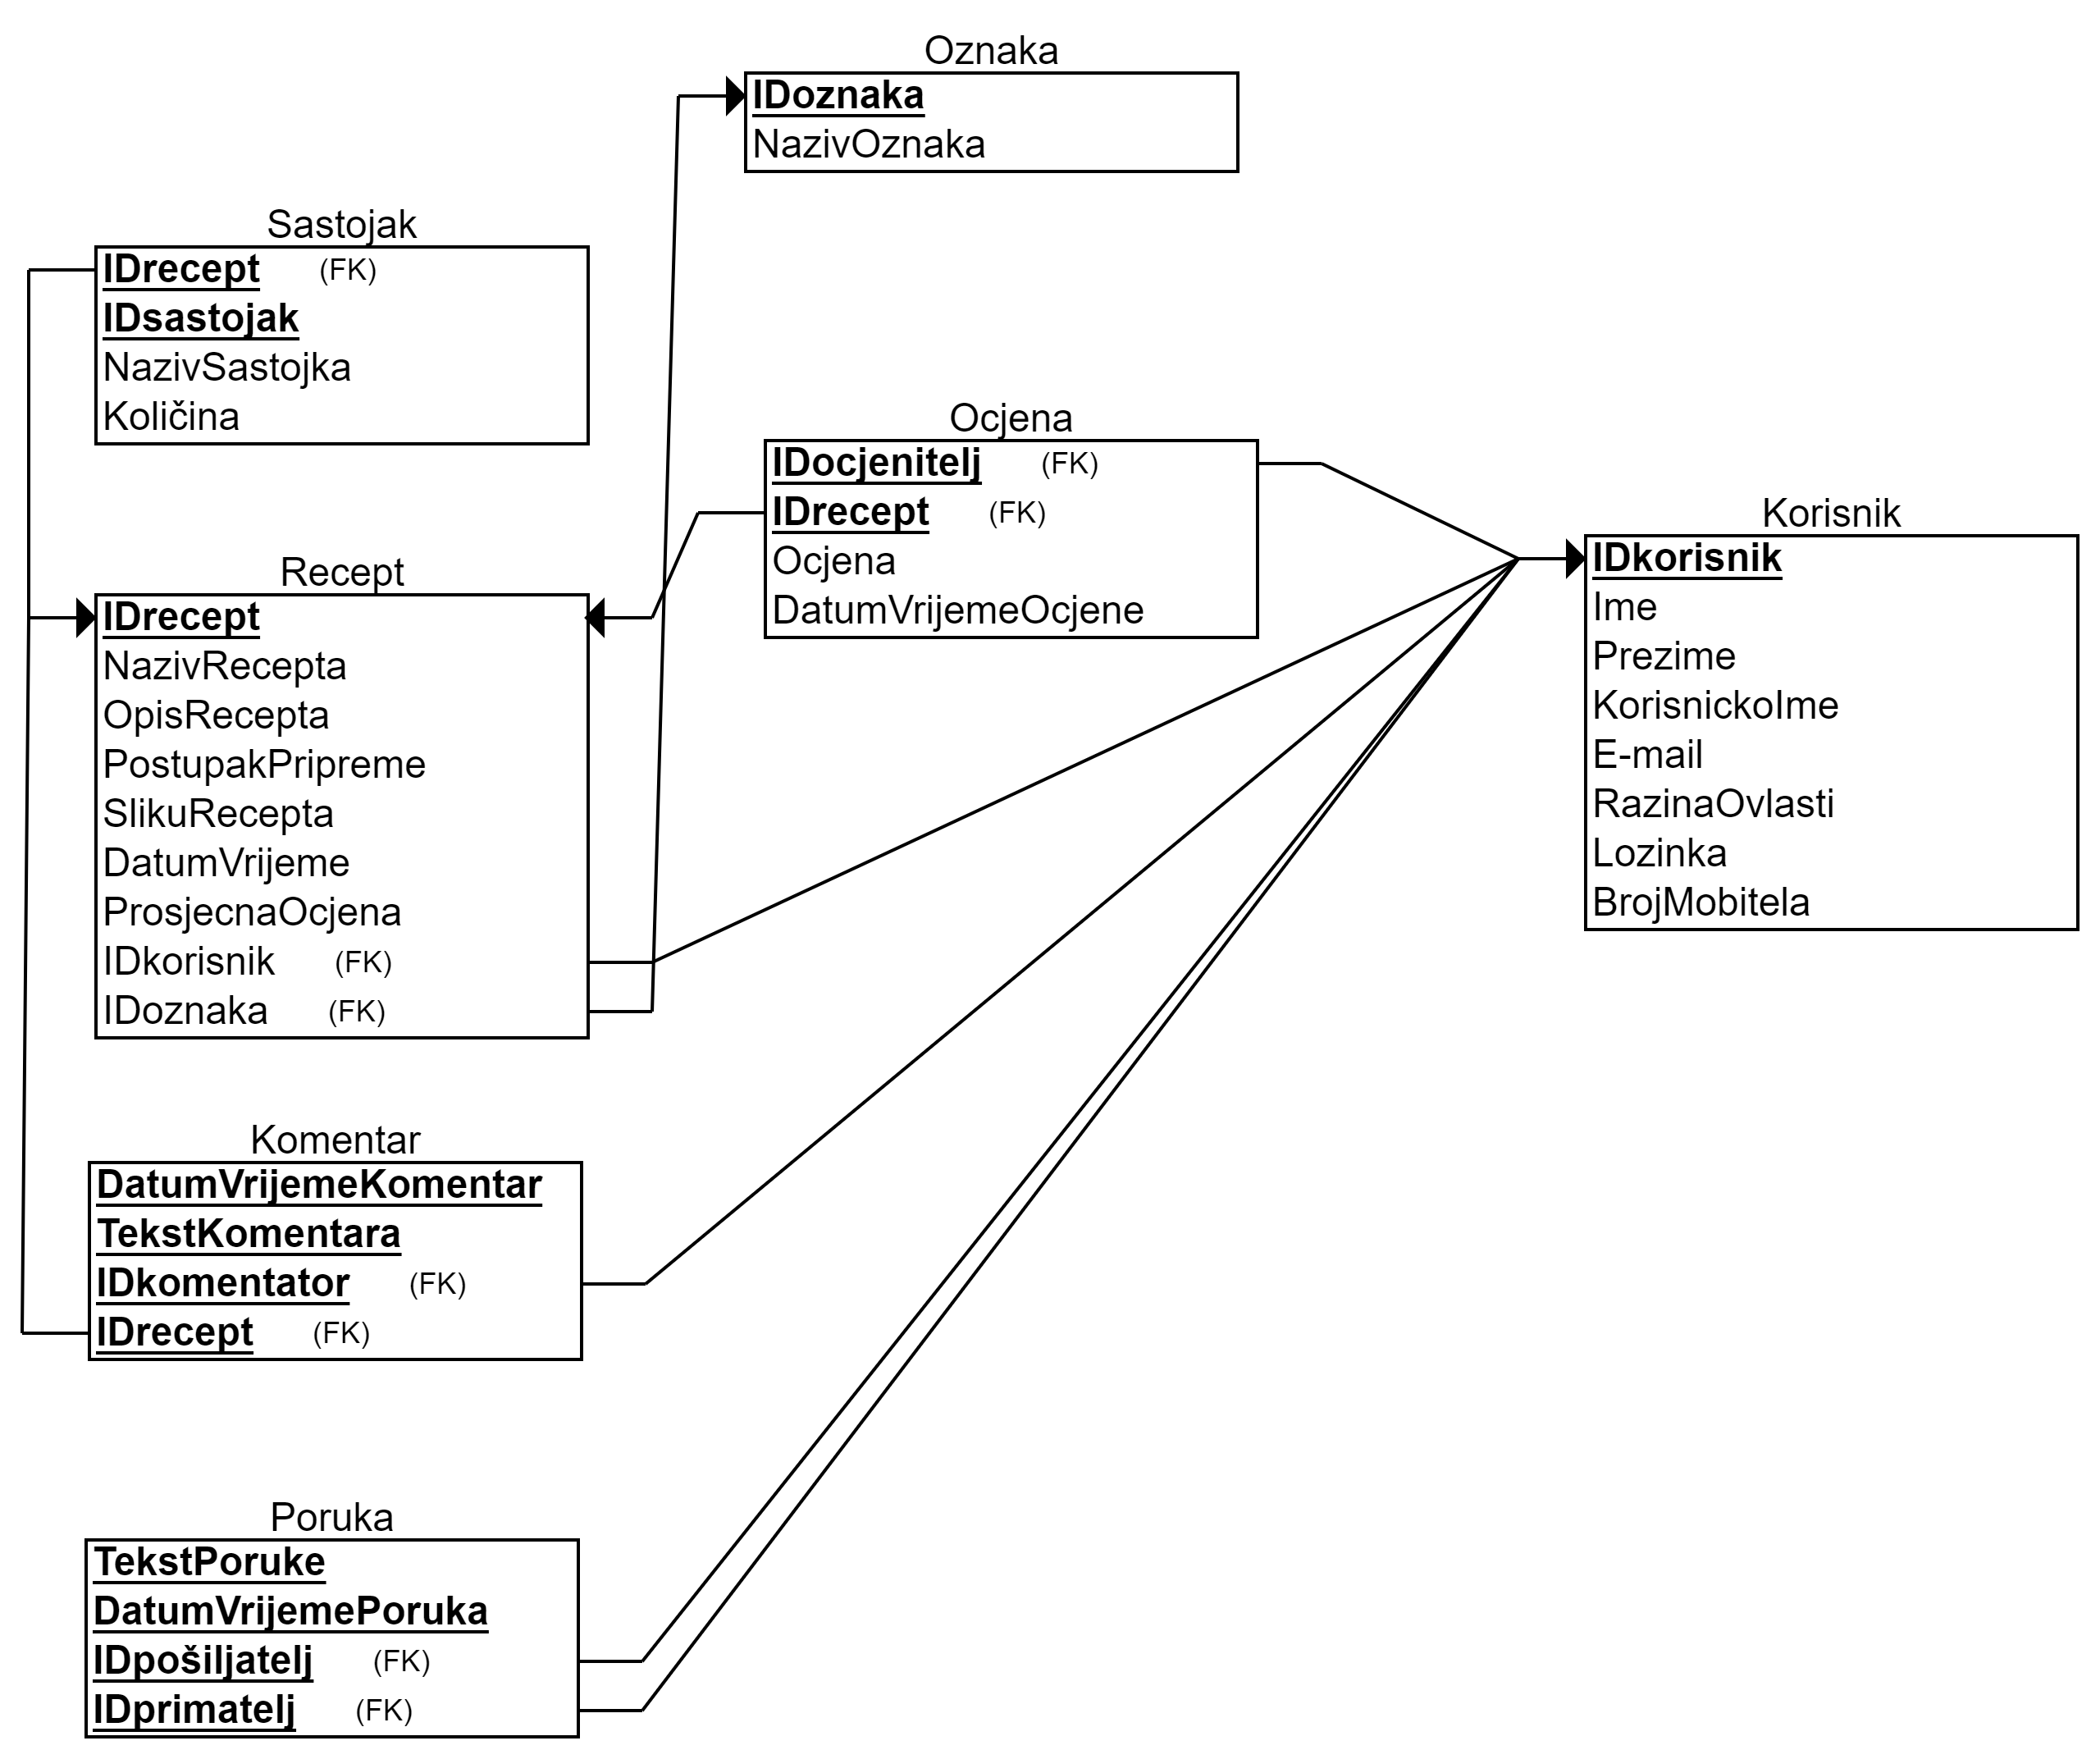 Oznaka
IDoznaka
NazivOznaka
Sastojak
IDrecept (FK)
IDsastojak
NazivSastojka
Količina
Ocjena
IDocjenitelj (FK)
IDrecept (FK)
Ocjena
DatumVrijemeOcjene
Korisnik
IDkorisnik
Ime
Prezime
KorisnickoIme
E-mail
RazinaOvlasti
Lozinka
BrojMobitela
Recept
IDrecept
NazivRecepta
OpisRecepta
PostupakPripreme
SlikuRecepta
DatumVrijeme
ProsjecnaOcjena
IDkorisnik (FK)
IDoznaka (FK)
Komentar
DatumVrijemeKomentar
TekstKomentara
IDkomentator (FK)
IDrecept (FK)
Poruka
TekstPoruke
DatumVrijemePoruka
IDpošiljatelj (FK)
IDprimatelj (FK)